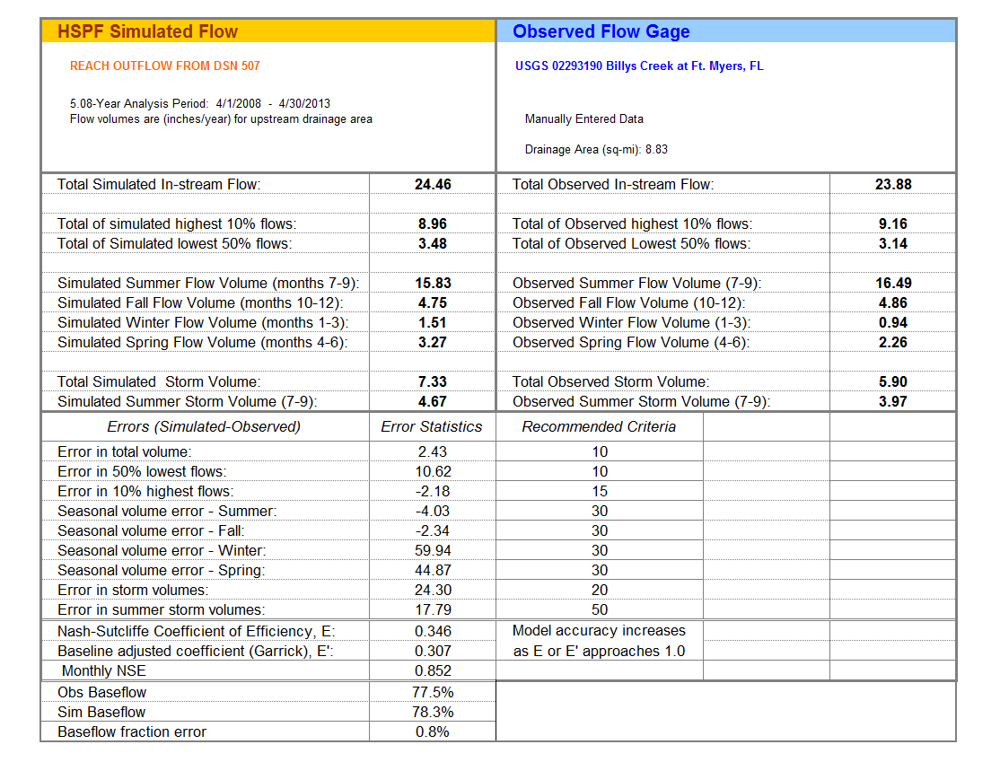 HSPF Simulated Flow
Observed Flow Gage
REACH OUTFLOW FROM DSN 507
USGS 02293190 Billys Creek at Ft. Myers, FL
5.08-Year Analysis Period:  4/1/2008  -  4/30/2013
Flow volumes are (inches/year) for upstream drainage area
Manually Entered Data
Drainage Area (sq-mi): 8.83
Total Simulated In-stream Flow: 24.46 Total Observed In-stream Flow: 23.88
Total of simulated highest 10% flows: 8.96 Total of Observed highest 10% flows: 9.16
Total of Simulated lowest 50% flows: 3.48 Total of Observed Lowest 50% flows: 3.14
Simulated Summer Flow Volume (months 7-9): 15.83 Observed Summer Flow Volume (7-9): 16.49
Simulated Fall Flow Volume (months 10-12): 4.75 Observed Fall Flow Volume (10-12): 4.86
Simulated Winter Flow Volume (months 1-3): 1.51 Observed Winter Flow Volume (1-3): 0.94
Simulated Spring Flow Volume (months 4-6): 3.27 Observed Spring Flow Volume (4-6): 2.26
Total Simulated  Storm Volume: 7.33 Total Observed Storm Volume: 5.90
Simulated Summer Storm Volume (7-9): 4.67 Observed Summer Storm Volume (7-9): 3.97
Errors (Simulated-Observed) Error Statistics Recommended Criteria
Error in total volume: 2.43 10
Error in 50% lowest flows: 10.62 10
Error in 10% highest flows: -2.18 15
Seasonal volume error - Summer: -4.03 30
Seasonal volume error - Fall: -2.34 30
Seasonal volume error - Winter: 59.94 30
Seasonal volume error - Spring: 44.87 30
Error in storm volumes: 24.30 20
Error in summer storm volumes: 17.79 50
Nash-Sutcliffe Coefficient of Efficiency, E: 0.346 Model accuracy increases
Baseline adjusted coefficient (Garrick), E': 0.307 as E or E' approaches 1.0
Monthly NSE 0.852
Obs Baseflow 77.5%
Sim Baseflow 78.3%
Baseflow fraction error 0.8%